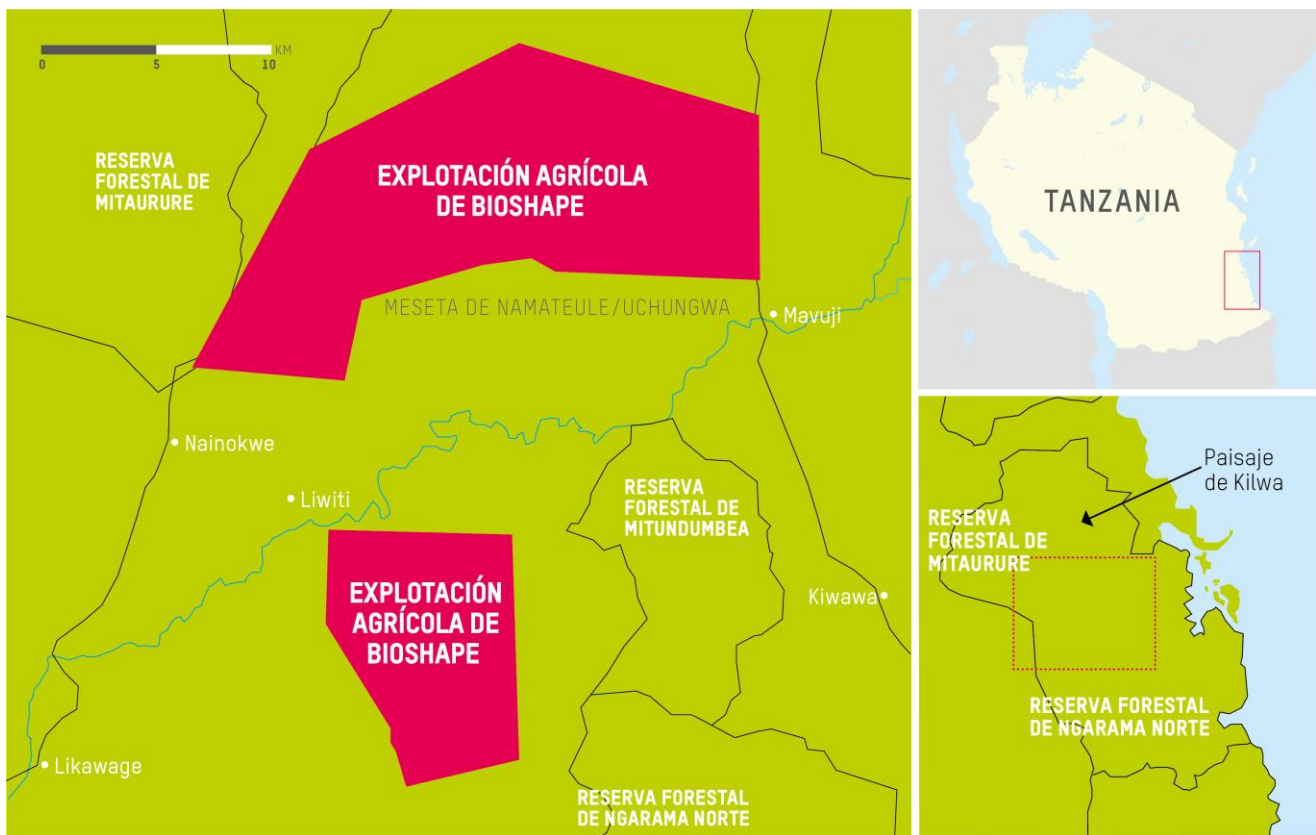 KM
0 5 10
RESERVA
FORESTAL DE
MITAURURE
EXPLOTACIÓN AGRÍCOLA
DE BIOSHAPE
MESETA DE NAMATEULE/UCHUNGWA
Mavuji
Nainokwe
Liwiti
RESERVA
FORESTAL DE
MITUNDUMBEA
EXPLOTACIÓN
AGRÍCOLA DE
BIOSHAPE
Kiwawa
Likawage
RESERVA FORESTAL
DE NGARAMA NORTE
TANZANIA
Paisaje
de Kilwa
RESERVA
FORESTAL DE
MITAURURE
RESERVA FORESTAL
DE NGARAMA NORTE